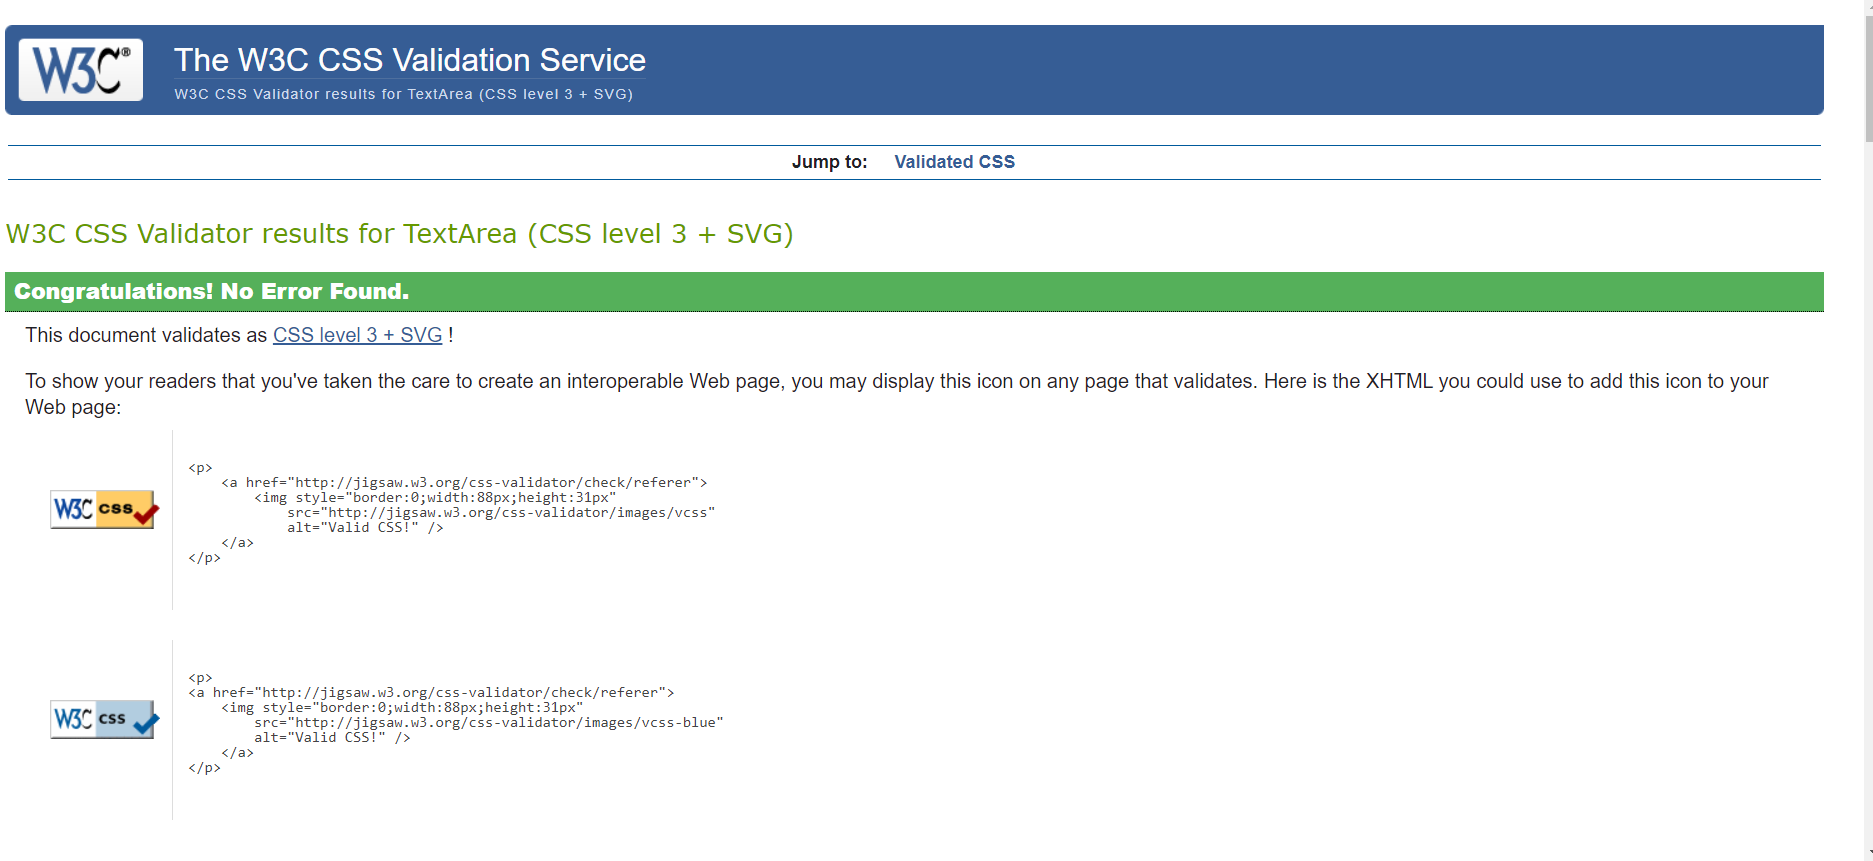 W3C®
The W3C CSS Validation Service
W3C CSS Validator results for TextArea (CSS level 3 + SVG)
Jump to: Validated CSS
W3C CSS Validator results for TextArea (CSS level 3 + SVG)
Congratulations! No Error Found.
This document validates as CSS level 3 + SVG !
To show your readers that you've taken the care to create an interoperable Web page, you may display this icon on any page that validates. Here is the XHTML you could use to add this icon to your
Web page:
W3C css
<p>
    <a href="http://jigsaw.w3.org/css-validator/check/referer">
        <img style="border:0;width:88px;height:31px"
            src="http://jigsaw.w3.org/css-validator/images/vcss"
            alt="Valid CSS!" />
    </a>
</p>
W3C css
<p>
<a href="http://jigsaw.w3.org/css-validator/check/referer">
    <img style="border:0;width:88px;height:31px"
        src="http://jigsaw.w3.org/css-validator/images/vcss-blue"
        alt="Valid CSS!" />
    </a>
</p>